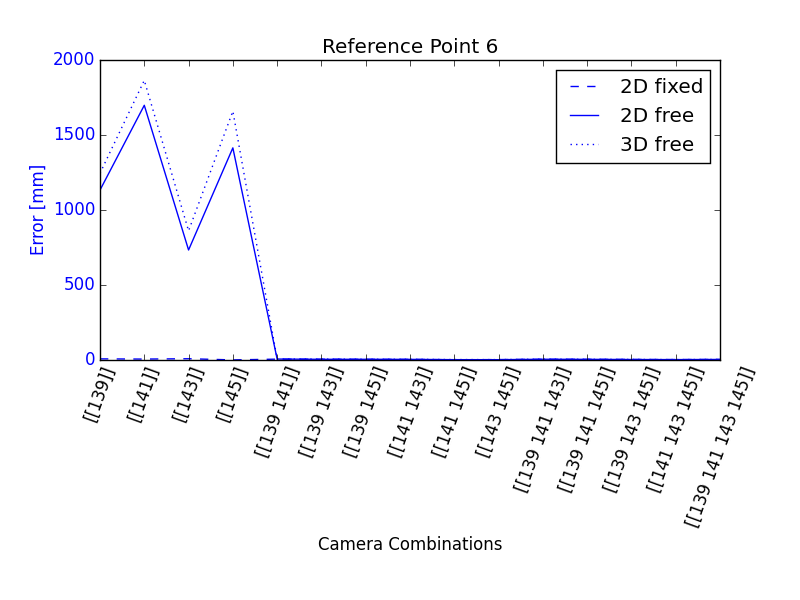 Reference Point 6
2000
1500
1000
500
0
Error [mm]
2D fixed
2D free
3D free
[[139]]
[[141]]
[[143]]
[[145]]
[[139 141]]
[[139 143]]
[[139 145]]
[[141 143]]
[[141 145]]
[[143 145]]
[[139 141 143]]
[[139 141 145]]
[[139 143 145]]
[[141 143 145]]
[[139 141 143 145]]
Camera Combinations